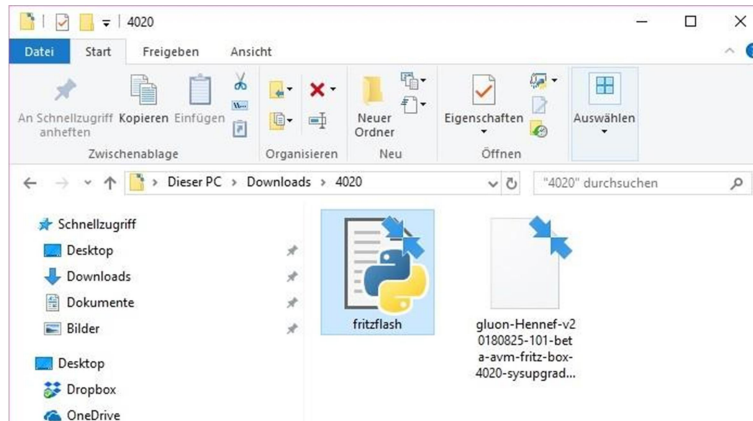 4020
Datei Start Freigeben Ansicht
An Schnellzugriff anheften Kopieren Einfügen Neuer Ordner Eigenschaften Auswählen
Zwischenablage Organisieren Neu Öffnen
Dieser PC > Downloads > 4020 "4020" durchsuchen
Schnellzugriff
Desktop
Downloads
Dokumente
Bilder
Desktop
Dropbox
OneDrive
fritzflash
gluon-Hennef-v2
0180825-101-bet
a-avm-fritz-box-
4020-sysupgrad...